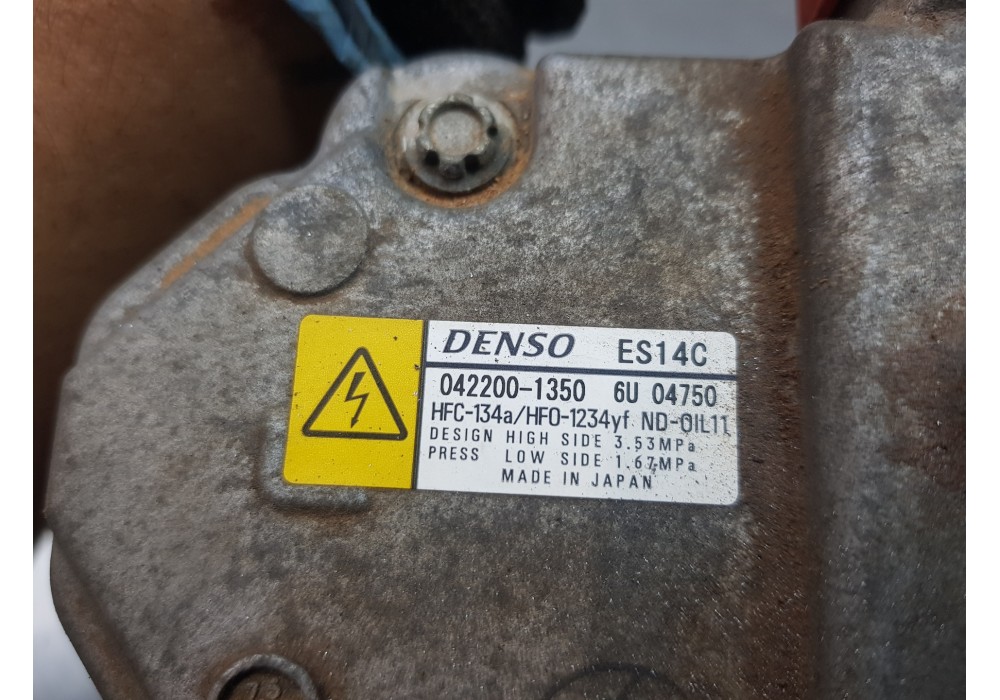 DENSO ES14C
042200-1350 6U 04750
HFC-134a/HFO-1234yf ND-OIL11
DESIGN HIGH SIDE 3.53MPa
PRESS LOW SIDE 1.67MPa
MADE IN JAPAN